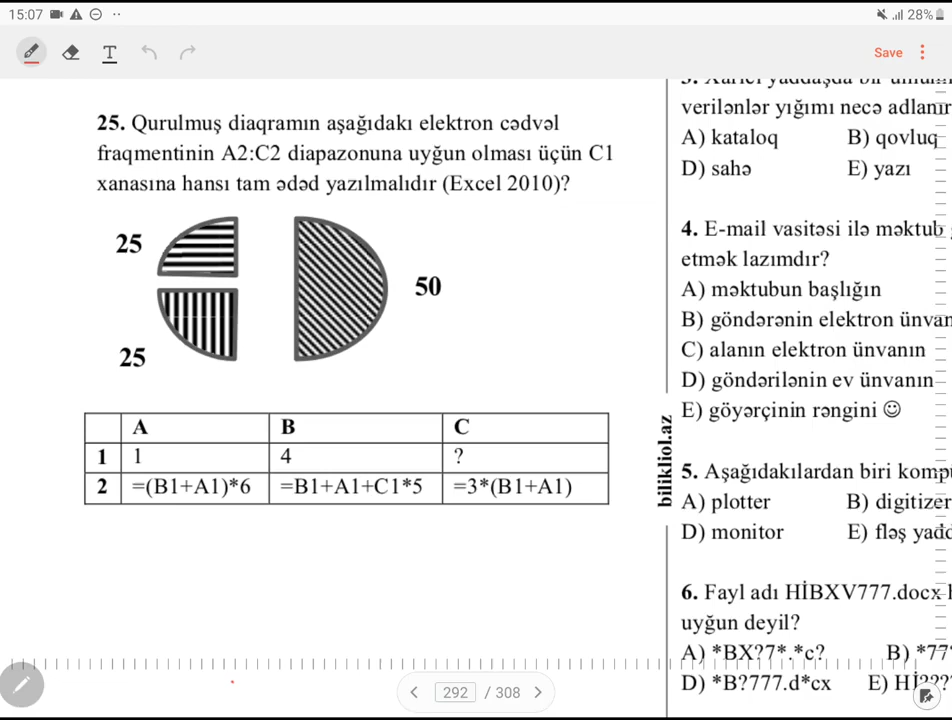 15:07
28%
T
Save
25. Qurulmuş diaqramın aşağıdakı elektron cədvəl
fraqmentinin A2:C2 diapazonuna uyğun olması üçün C1
xanasına hansı tam ədəd yazılmalıdır (Excel 2010)?
25
50
25
A B C
1 1 4 ?
2 =(B1+A1)*6 =B1+A1+C1*5 =3*(B1+A1)
bilikliol.az
verilənlər yığımı necə adlanır
A) kataloq B) qovluq
D) sahə E) yazı
4. E-mail vasitəsi ilə məktub
etmək lazımdır?
A) məktubun başlığın
B) göndərənin elektron ünvan
C) alanın elektron ünvanın
D) göndərilənin ev ünvanın
E) göyərçinin rəngini ☺
5. Aşağıdakılardan biri komp
A) plotter B) digitizer
D) monitor E) fləş yadd
6. Fayl adı HİBXV777.docx
uyğun deyil?
A) *BX?7*.*c? B) *77
D) *B?777.d*cx E) Hİ???
292 / 308